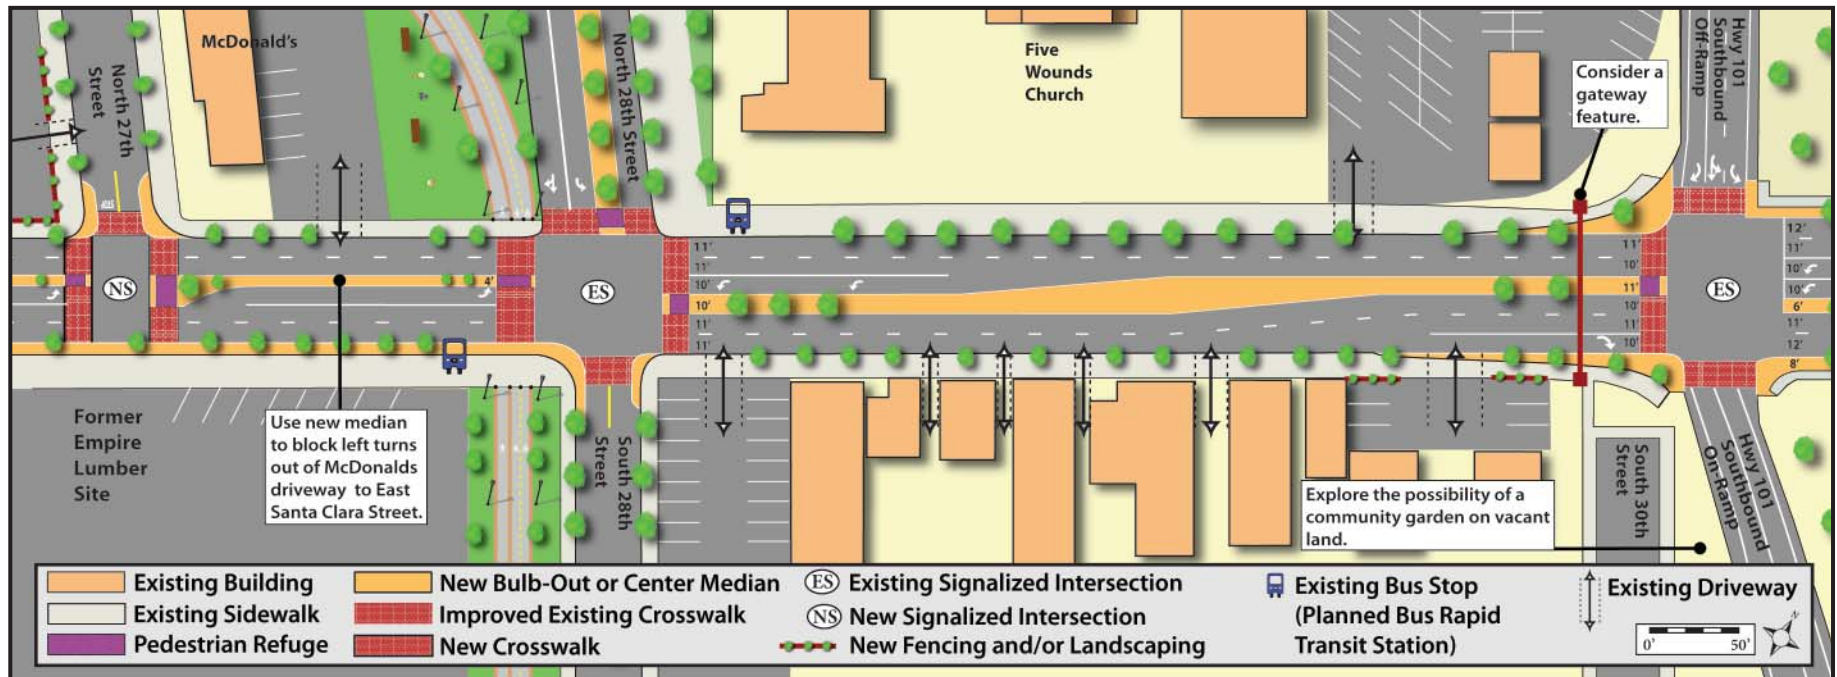 McDonald's
North 27th
Street
North 28th Street
Five
Wounds
Church
Hwy 101
Southbound
Off-Ramp
Consider a
gateway
feature.
NS
4'
ES
11'
11'
10'
10'
11'
11'
11'
10'
11'
10'
11'
10'
ES
12'
11'
10'
10'
6'
11'
12'
8'
Former
Empire
Lumber
Site
Use new median
to block left turns
out of McDonalds
driveway to East
Santa Clara Street.
South 28th
Street
Explore the possibility of a
community garden on vacant
land.
South 30th
Street
Hwy 101
Southbound
On-Ramp
Existing Building
Existing Sidewalk
Pedestrian Refuge
New Bulb-Out or Center Median
Improved Existing Crosswalk
New Crosswalk
ES Existing Signalized Intersection
NS New Signalized Intersection
New Fencing and/or Landscaping
Existing Bus Stop
(Planned Bus Rapid
Transit Station)
Existing Driveway
0' 50'
N